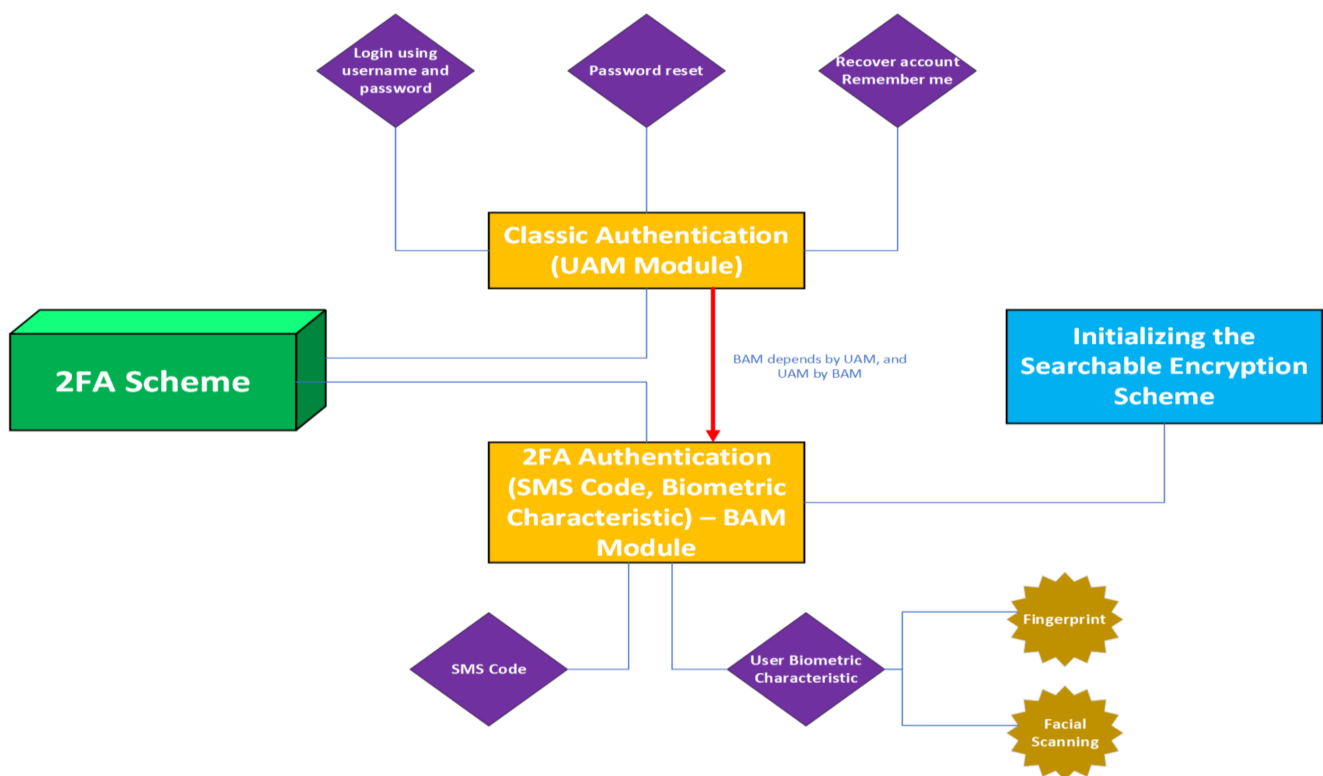 Login using
username and
password
Password reset
Recover account
Remember me
Classic Authentication
(UAM Module)
2FA Scheme
BAM depends by UAM, and
UAM by BAM
Initializing the
Searchable Encryption
Scheme
2FA Authentication
(SMS Code, Biometric
Characteristic) – BAM
Module
SMS Code
User Biometric
Characteristic
Fingerprint
Facial
Scanning